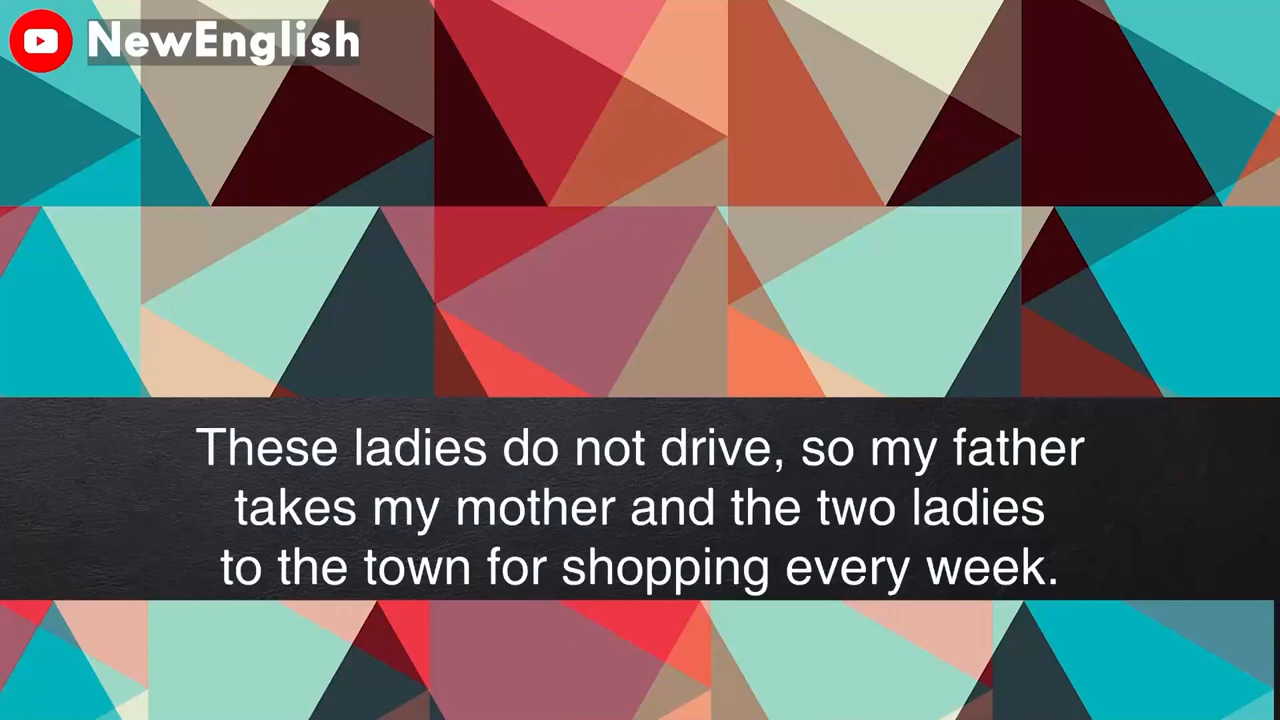 NewEnglish
These ladies do not drive, so my father
takes my mother and the two ladies
to the town for shopping every week.